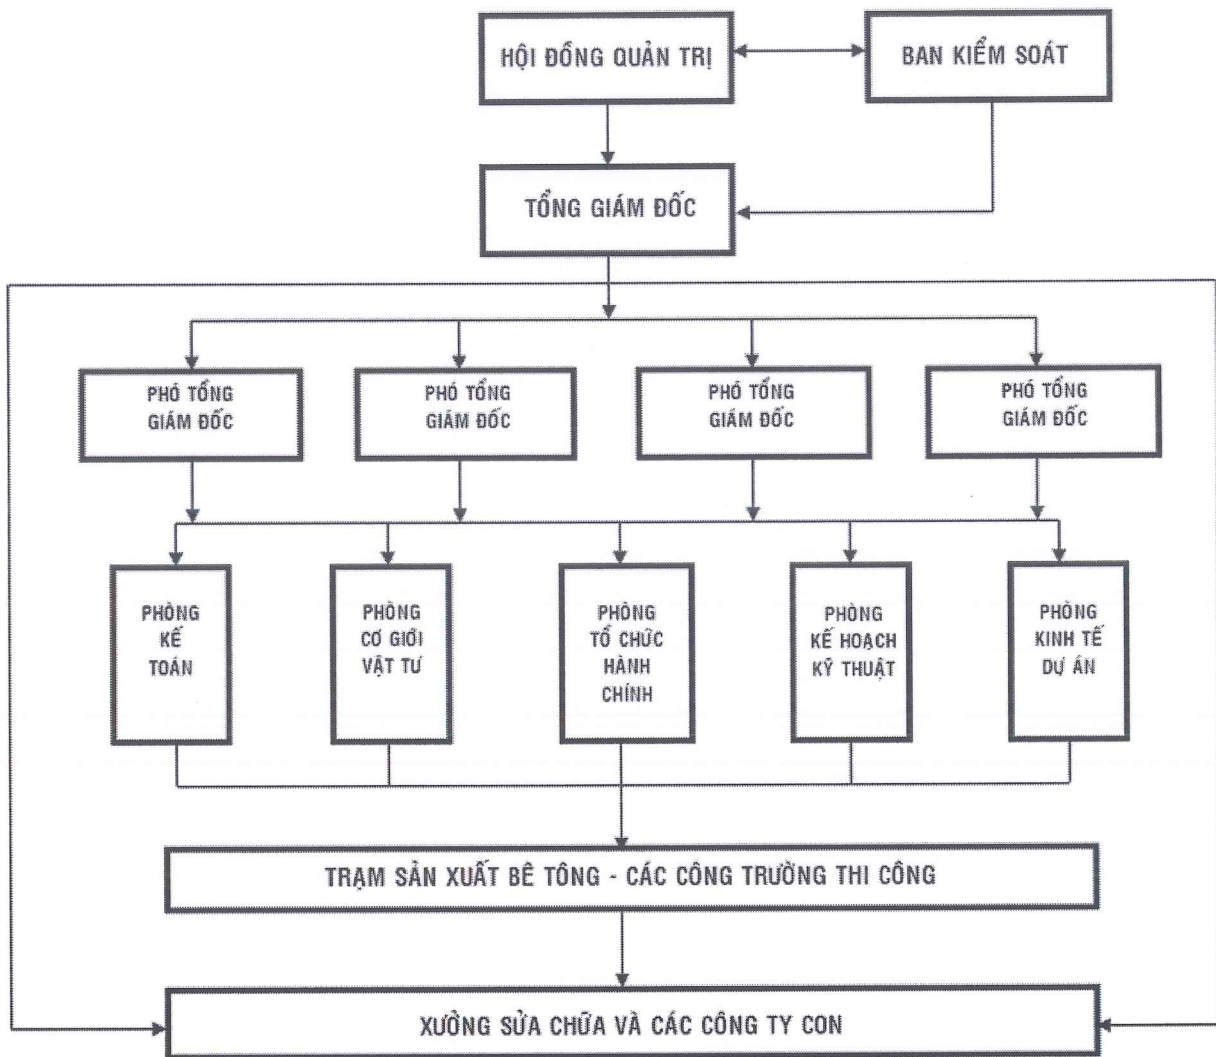 HỘI ĐỒNG QUẢN TRỊ
BAN KIỂM SOÁT
TỔNG GIÁM ĐỐC
PHÓ TỔNG
GIÁM ĐỐC
PHÓ TỔNG
GIÁM ĐỐC
PHÓ TỔNG
GIÁM ĐỐC
PHÓ TỔNG
GIÁM ĐỐC
PHÒNG
KẾ
TOÁN
PHÒNG
CƠ GIỚI
VẬT TƯ
PHÒNG
TỔ CHỨC
HÀNH
CHÍNH
PHÒNG
KẾ HOẠCH
KỸ THUẬT
PHÒNG
KINH TẾ
DỰ ÁN
TRẠM SẢN XUẤT BÊ TÔNG - CÁC CÔNG TRƯỜNG THI CÔNG
XƯỞNG SỬA CHỮA VÀ CÁC CÔNG TY CON